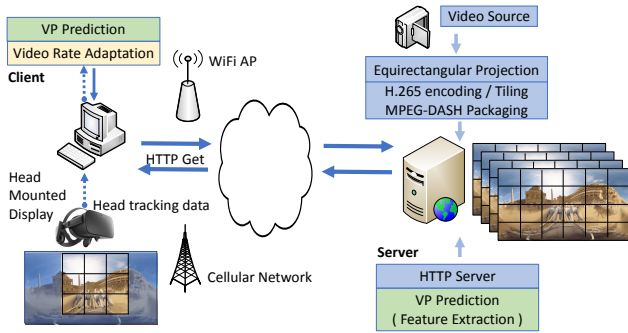 VP Prediction
Video Rate Adaptation
Client
WiFi AP
HTTP Get
Head
Mounted
Display
Head tracking data
Cellular Network
Video Source
Equirectangular Projection
H.265 encoding / Tiling
MPEG-DASH Packaging
Server
HTTP Server
VP Prediction
( Feature Extraction )